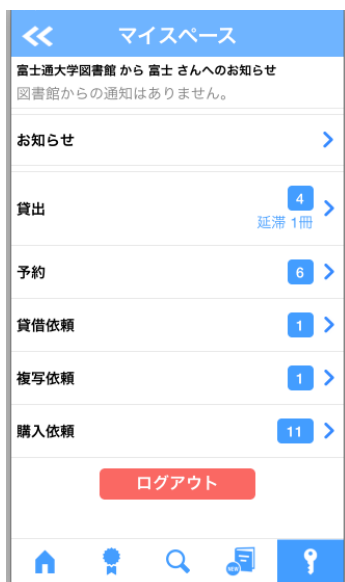 マイスペース
富士通大学図書館 から 富士 さんへのお知らせ
図書館からの通知はありません。
お知らせ
貸出
4
延滞 1冊
予約
6
貸借依頼
1
複写依頼
1
購入依頼
11
ログアウト
NEW